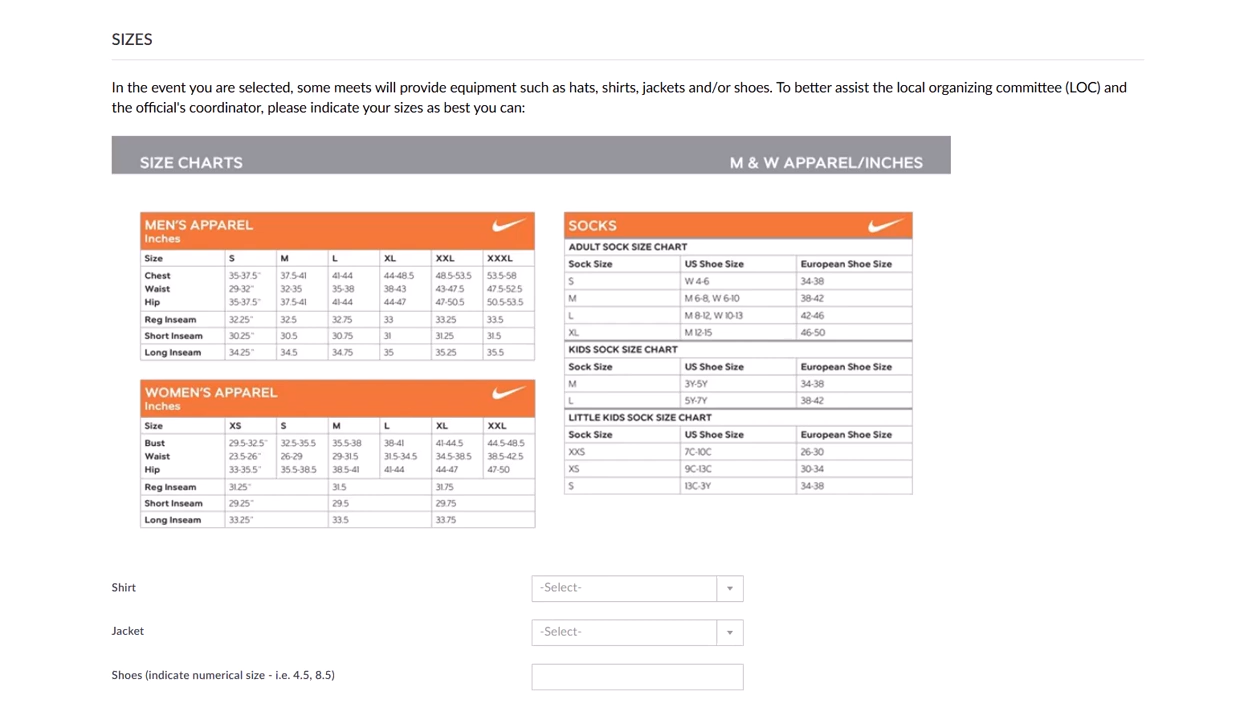 SIZES
In the event you are selected, some meets will provide equipment such as hats, shirts, jackets and/or shoes. To better assist the local organizing committee (LOC) and
the official's coordinator, please indicate your sizes as best you can:
SIZE CHARTS M & W APPAREL/INCHES
MEN'S APPAREL
Inches
Size S M L XL XXL XXXL
Chest 35-37.5" 37.5-41 41-44 44-48.5 48.5-53.5 53.5-58
Waist 29-32" 32-35 35-38 38-43 43-47.5 47.5-52.5
Hip 35-37.5" 37.5-41 41-44 44-47 47-50.5 50.5-53.5
Reg Inseam 32.25" 32.5 32.75 33 33.25 33.5
Short Inseam 30.25" 30.5 30.75 31 31.25 31.5
Long Inseam 34.25" 34.5 34.75 35 35.25 35.5
WOMEN'S APPAREL
Inches
Size XS S M L XL XXL
Bust 29.5-32.5" 32.5-35.5 35.5-38 38-41 41-44.5 44.5-48.5
Waist 23.5-26" 26-29 29-31.5 31.5-34.5 34.5-38.5 38.5-42.5
Hip 33-35.5" 35.5-38.5 38.5-41 41-44 44-47 47-50
Reg Inseam 31.25" 31.5 31.75
Short Inseam 29.25" 29.5 29.75
Long Inseam 33.25" 33.5 33.75
SOCKS
ADULT SOCK SIZE CHART
Sock Size US Shoe Size European Shoe Size
S W 4-6 34-38
M M 6-8, W 6-10 38-42
L M 8-12, W 10-13 42-46
XL M 12-15 46-50
KIDS SOCK SIZE CHART
Sock Size US Shoe Size European Shoe Size
M 3Y-5Y 34-38
L 5Y-7Y 38-42
LITTLE KIDS SOCK SIZE CHART
Sock Size US Shoe Size European Shoe Size
XXS 7C-10C 26-30
XS 9C-13C 30-34
S 13C-3Y 34-38
Shirt -Select-
Jacket -Select-
Shoes (indicate numerical size - i.e. 4.5, 8.5)